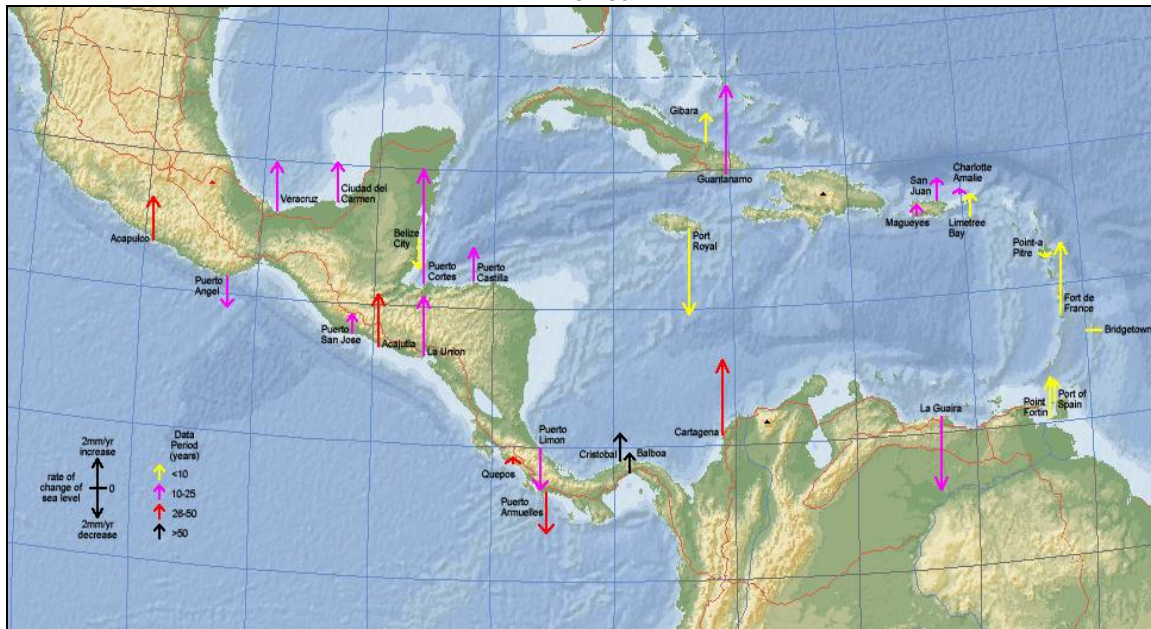 Gibara
Guantanamo
Charlotte
Amalie
San
Juan
Magueyes
Limetree
Bay
Veracruz
Ciudad del
Carmen
Acapulco
Belize
City
Port
Royal
Point-a
Pitre
Puerto
Angel
Puerto
Cortes
Puerto
Castilla
Fort de
France
Bridgetown
Puerto
San Jose
Acajutla
La Union
Point
Fortin
Port of
Spain
La Guaira
Cartagena
Puerto
Limon
Cristobal
Balboa
Quepos
Puerto
Armuelles
2mm/yr
increase
rate of
change of
sea level
0
2mm/yr
decrease
Data
Period
(years)
<10
10-25
26-50
>50